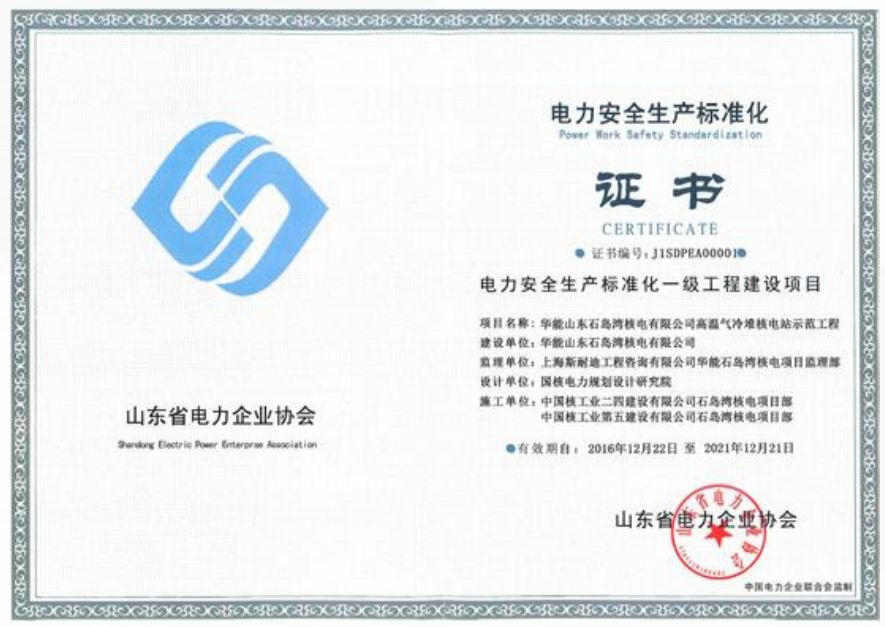 山东省电力企业协会
Shandong Electric Power Enterprse Association
电力安全生产标准化
Power Work Safety Standardization
证书
CERTIFICATE
证书编号:J1SDPEA00001
电力安全生产标准化一级工程建设项目
项目名称:华能山东石岛湾核电有限公司高温气冷堆核电站示范工程
建设单位:华能山东石岛湾核电有限公司
监理单位:上海斯耐迪工程咨询有限公司华能石岛湾核电项目监理部
设计单位:国核电力规划设计研究院
施工单位:中国核工业二四建设有限公司石岛湾核电项目部
中国核工业第五建设有限公司石岛湾核电项目部
有效期自: 2016年12月22日 至 2021年12月21日
山东省电力企业协会
山东省电力企业协会
中国电力企业联合会监制